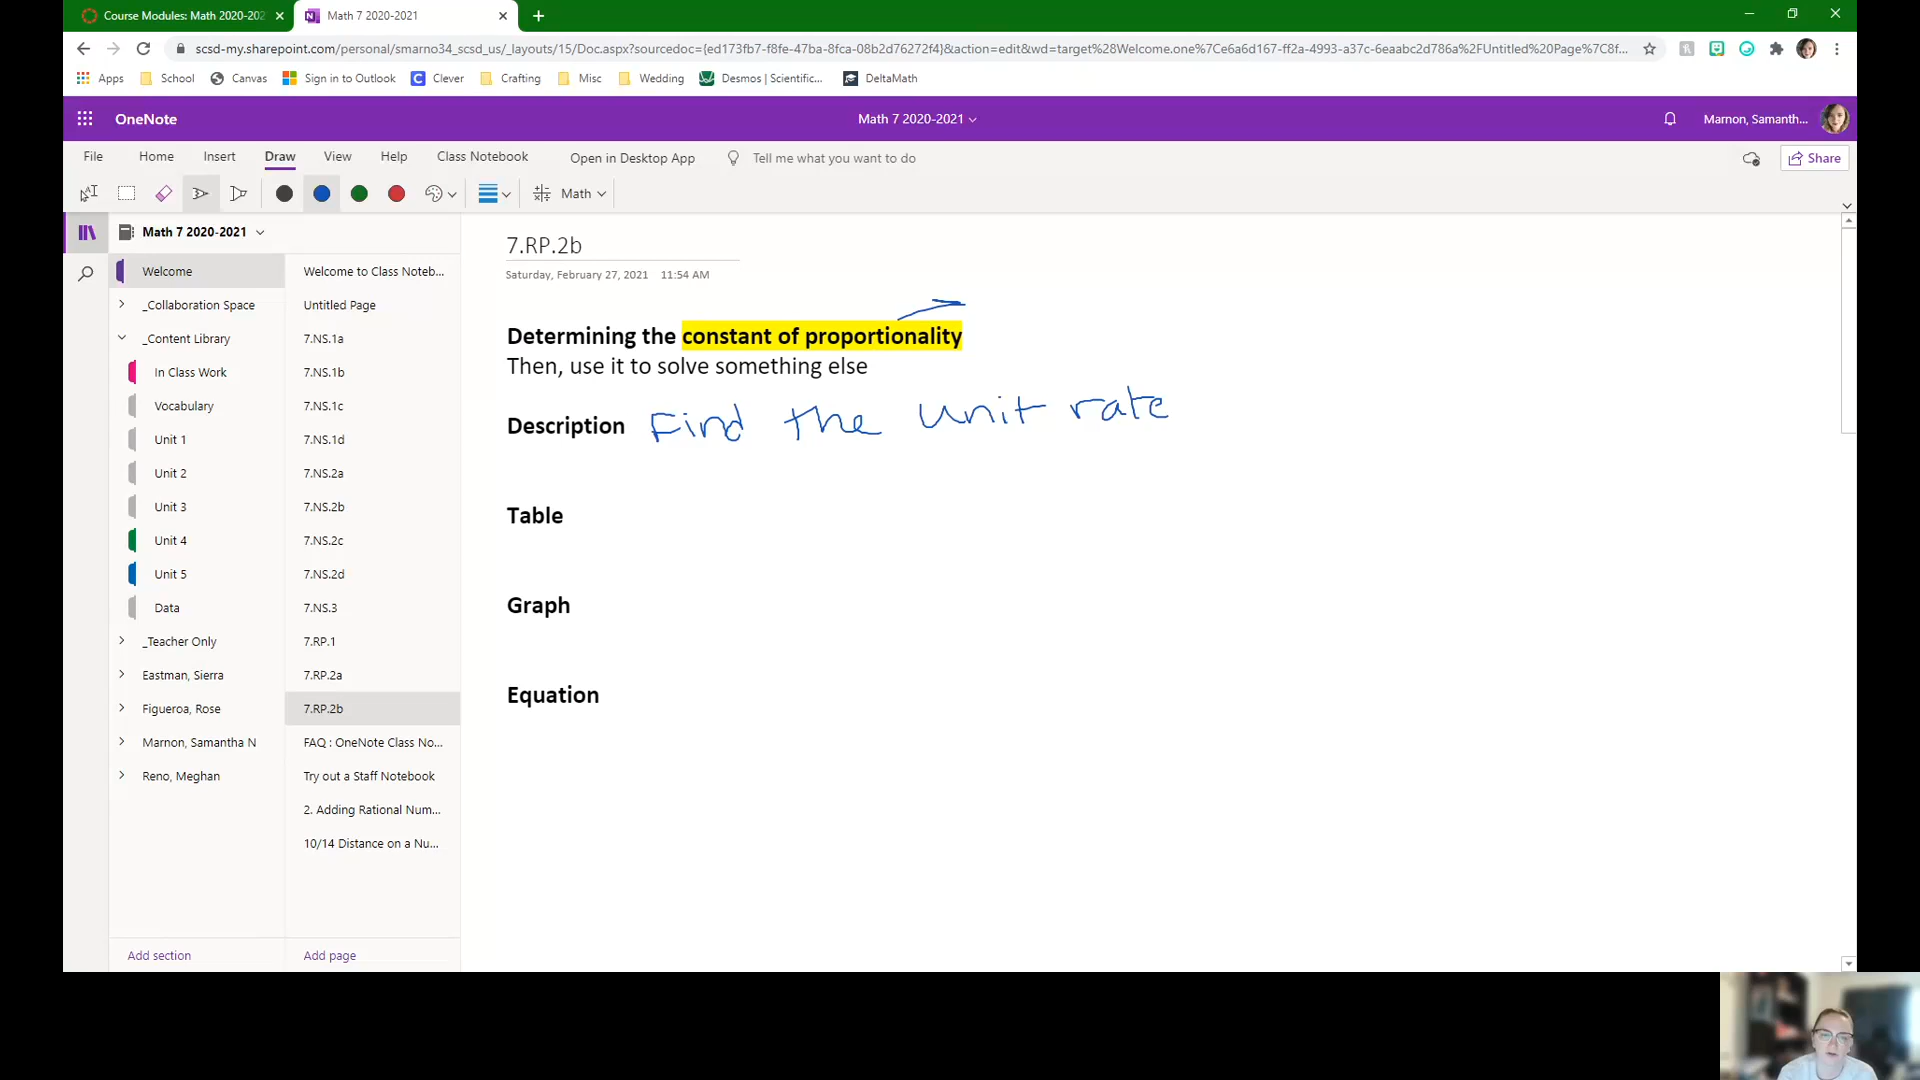 Course Modules: Math 2020-202
Math 7 2020-2021
scsd-my.sharepoint.com/personal/smarno34_scsd_us/_layouts/15/Doc.aspx?sourcedoc={ed173fb7-f8fe-47ba-8fca-08b2d76272f4}&action=edit&wd=target%28Welcome.one%7Ce6a6d167-ff2a-4993-a37c-6eaabc2d786a%2FUntitled%20Page%7C8f...
Apps School Canvas Sign in to Outlook Clever Crafting Misc Wedding Desmos | Scientific... DeltaMath
OneNote Math 7 2020-2021 Marnon, Samanth...
File Home Insert Draw View Help Class Notebook Open in Desktop App Tell me what you want to do Share
Math
Math 7 2020-2021
Welcome
_Collaboration Space
_Content Library
In Class Work
Vocabulary
Unit 1
Unit 2
Unit 3
Unit 4
Unit 5
Data
_Teacher Only
Eastman, Sierra
Figueroa, Rose
Marnon, Samantha N
Reno, Meghan
Add section
Welcome to Class Noteb...
Untitled Page
7.NS.1a
7.NS.1b
7.NS.1c
7.NS.1d
7.NS.2a
7.NS.2b
7.NS.2c
7.NS.2d
7.NS.3
7.RP.1
7.RP.2a
7.RP.2b
FAQ : OneNote Class No...
Try out a Staff Notebook
2. Adding Rational Num...
10/14 Distance on a Nu...
Add page
7.RP.2b
Saturday, February 27, 2021 11:54 AM
Determining the constant of proportionality
Then, use it to solve something else
Description Find the unit rate
Table
Graph
Equation